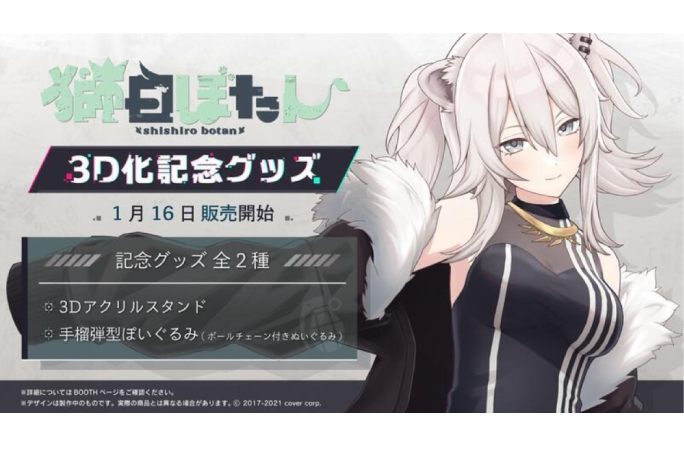 獅白ぼたん
shishiro botan
3D化記念グッズ
1月16日販売開始
記念グッズ 全2種
3Dアクリルスタンド
手榴弾型ぽいぐるみ(ボールチェーン付きぬいぐるみ)
※詳細についてはBOOTHページをご確認ください。
※デザインは製作中のものです。実際の商品とは異なる場合があります。© 2017-2021 cover corp.